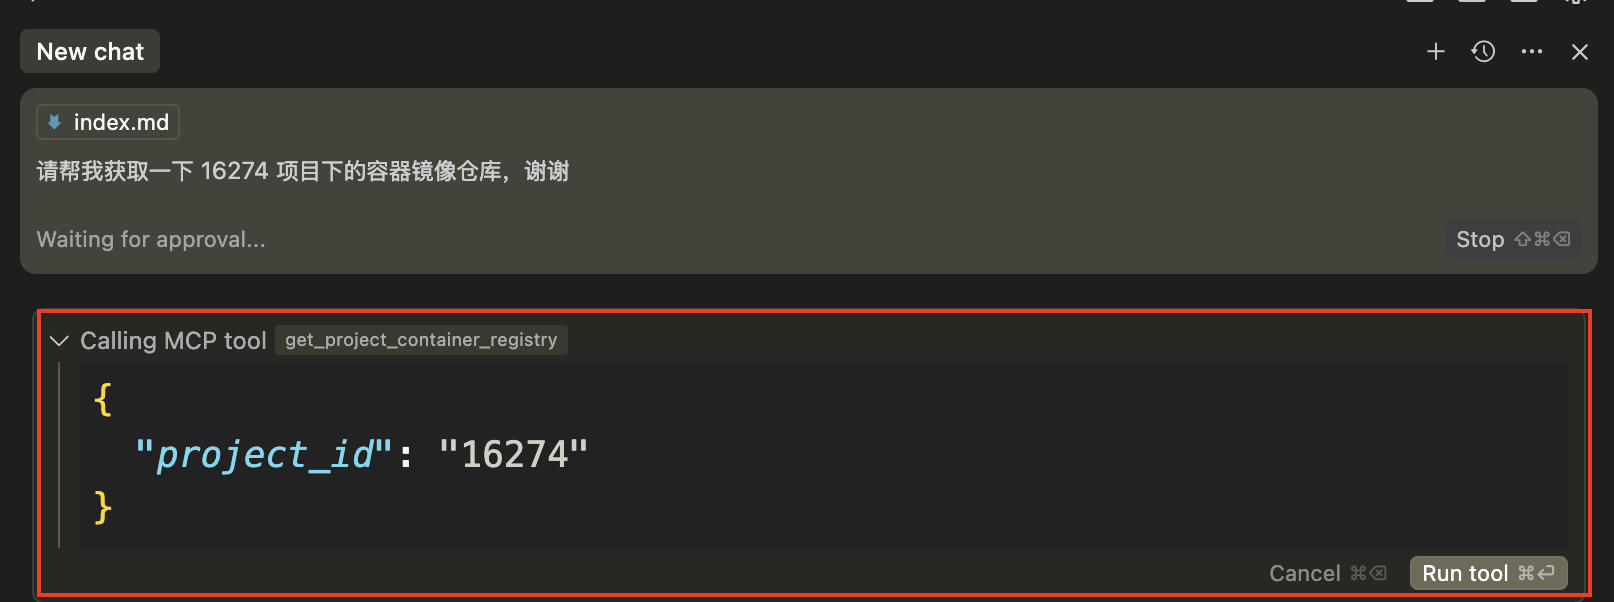 New chat
index.md
请帮我获取一下 16274 项目下的容器镜像仓库，谢谢
Waiting for approval...
Stop ⇧⌘⌫
Calling MCP tool get_project_container_registry
{
"project_id": "16274"
}
Cancel ⌘⌫ Run tool ⌘↩